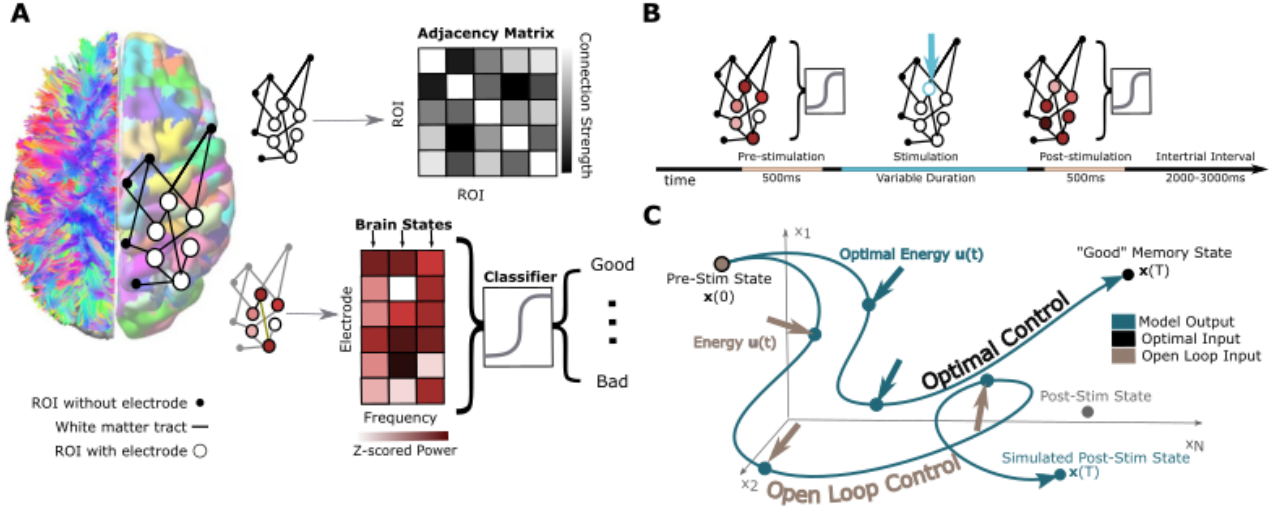 A
Adjacency Matrix
ROI
Connection Strength
ROI
Brain States
Electrode
Classifier
Good
Bad
Frequency
Z-scored Power
ROI without electrode
White matter tract
ROI with electrode
B
Pre-stimulation
Stimulation
Post-stimulation
Intertrial Interval
time
500ms
Variable Duration
500ms
2000-3000ms
C
x1
Optimal Energy u(t)
"Good" Memory State
x(T)
Pre-Stim State
x(0)
Energy u(t)
Optimal Control
Model Output
Optimal Input
Open Loop Input
Post-Stim State
xN
Simulated Post-Stim State
x(T)
x2
Open Loop Control